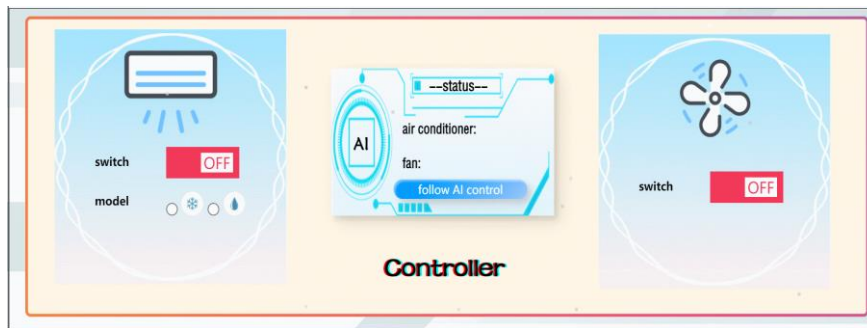 switch OFF
model
--status--
AI
air conditioner:
fan:
follow AI control
Controller
switch OFF